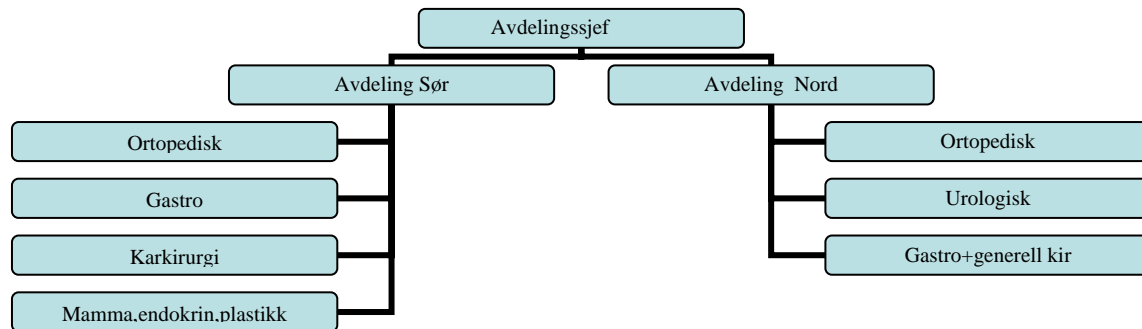 Avdelingssjef
Avdeling Sør
Avdeling Nord
Ortopedisk
Gastro
Karkirurgi
Mamma,endokrin,plastikk
Ortopedisk
Urologisk
Gastro+generell kir